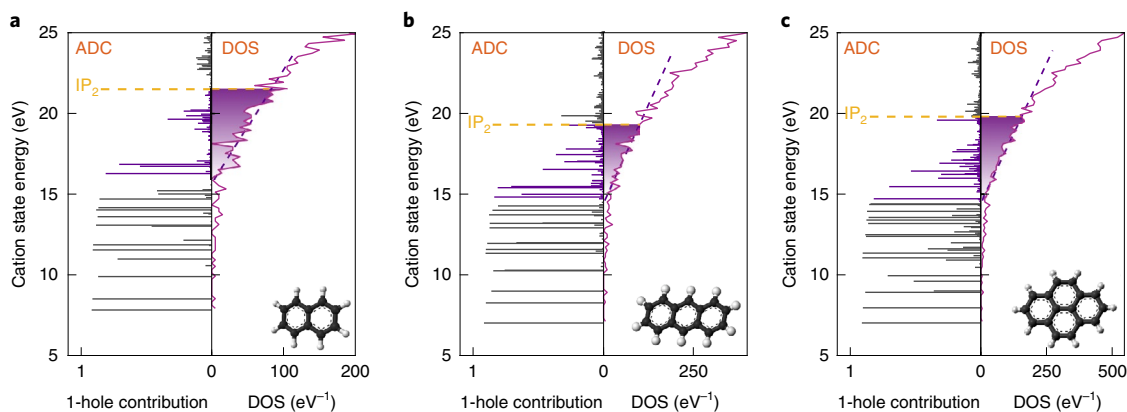 a
ADC
DOS
IP2
Cation state energy (eV)
25
20
15
10
5
1
0
100
200
1-hole contribution
DOS (eV−1)
b
ADC
DOS
IP2
Cation state energy (eV)
25
20
15
10
5
1
0
250
1-hole contribution
DOS (eV−1)
c
ADC
DOS
IP2
Cation state energy (eV)
25
20
15
10
5
1
0
250
500
1-hole contribution
DOS (eV−1)